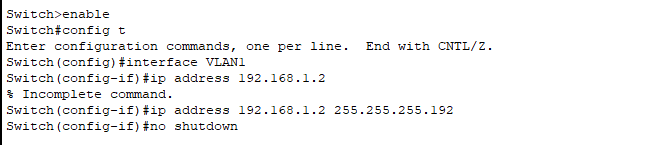 Switch>enable
Switch#config t
Enter configuration commands, one per line.  End with CNTL/Z.
Switch(config)#interface VLAN1
Switch(config-if)#ip address 192.168.1.2
% Incomplete command.
Switch(config-if)#ip address 192.168.1.2 255.255.255.192
Switch(config-if)#no shutdown